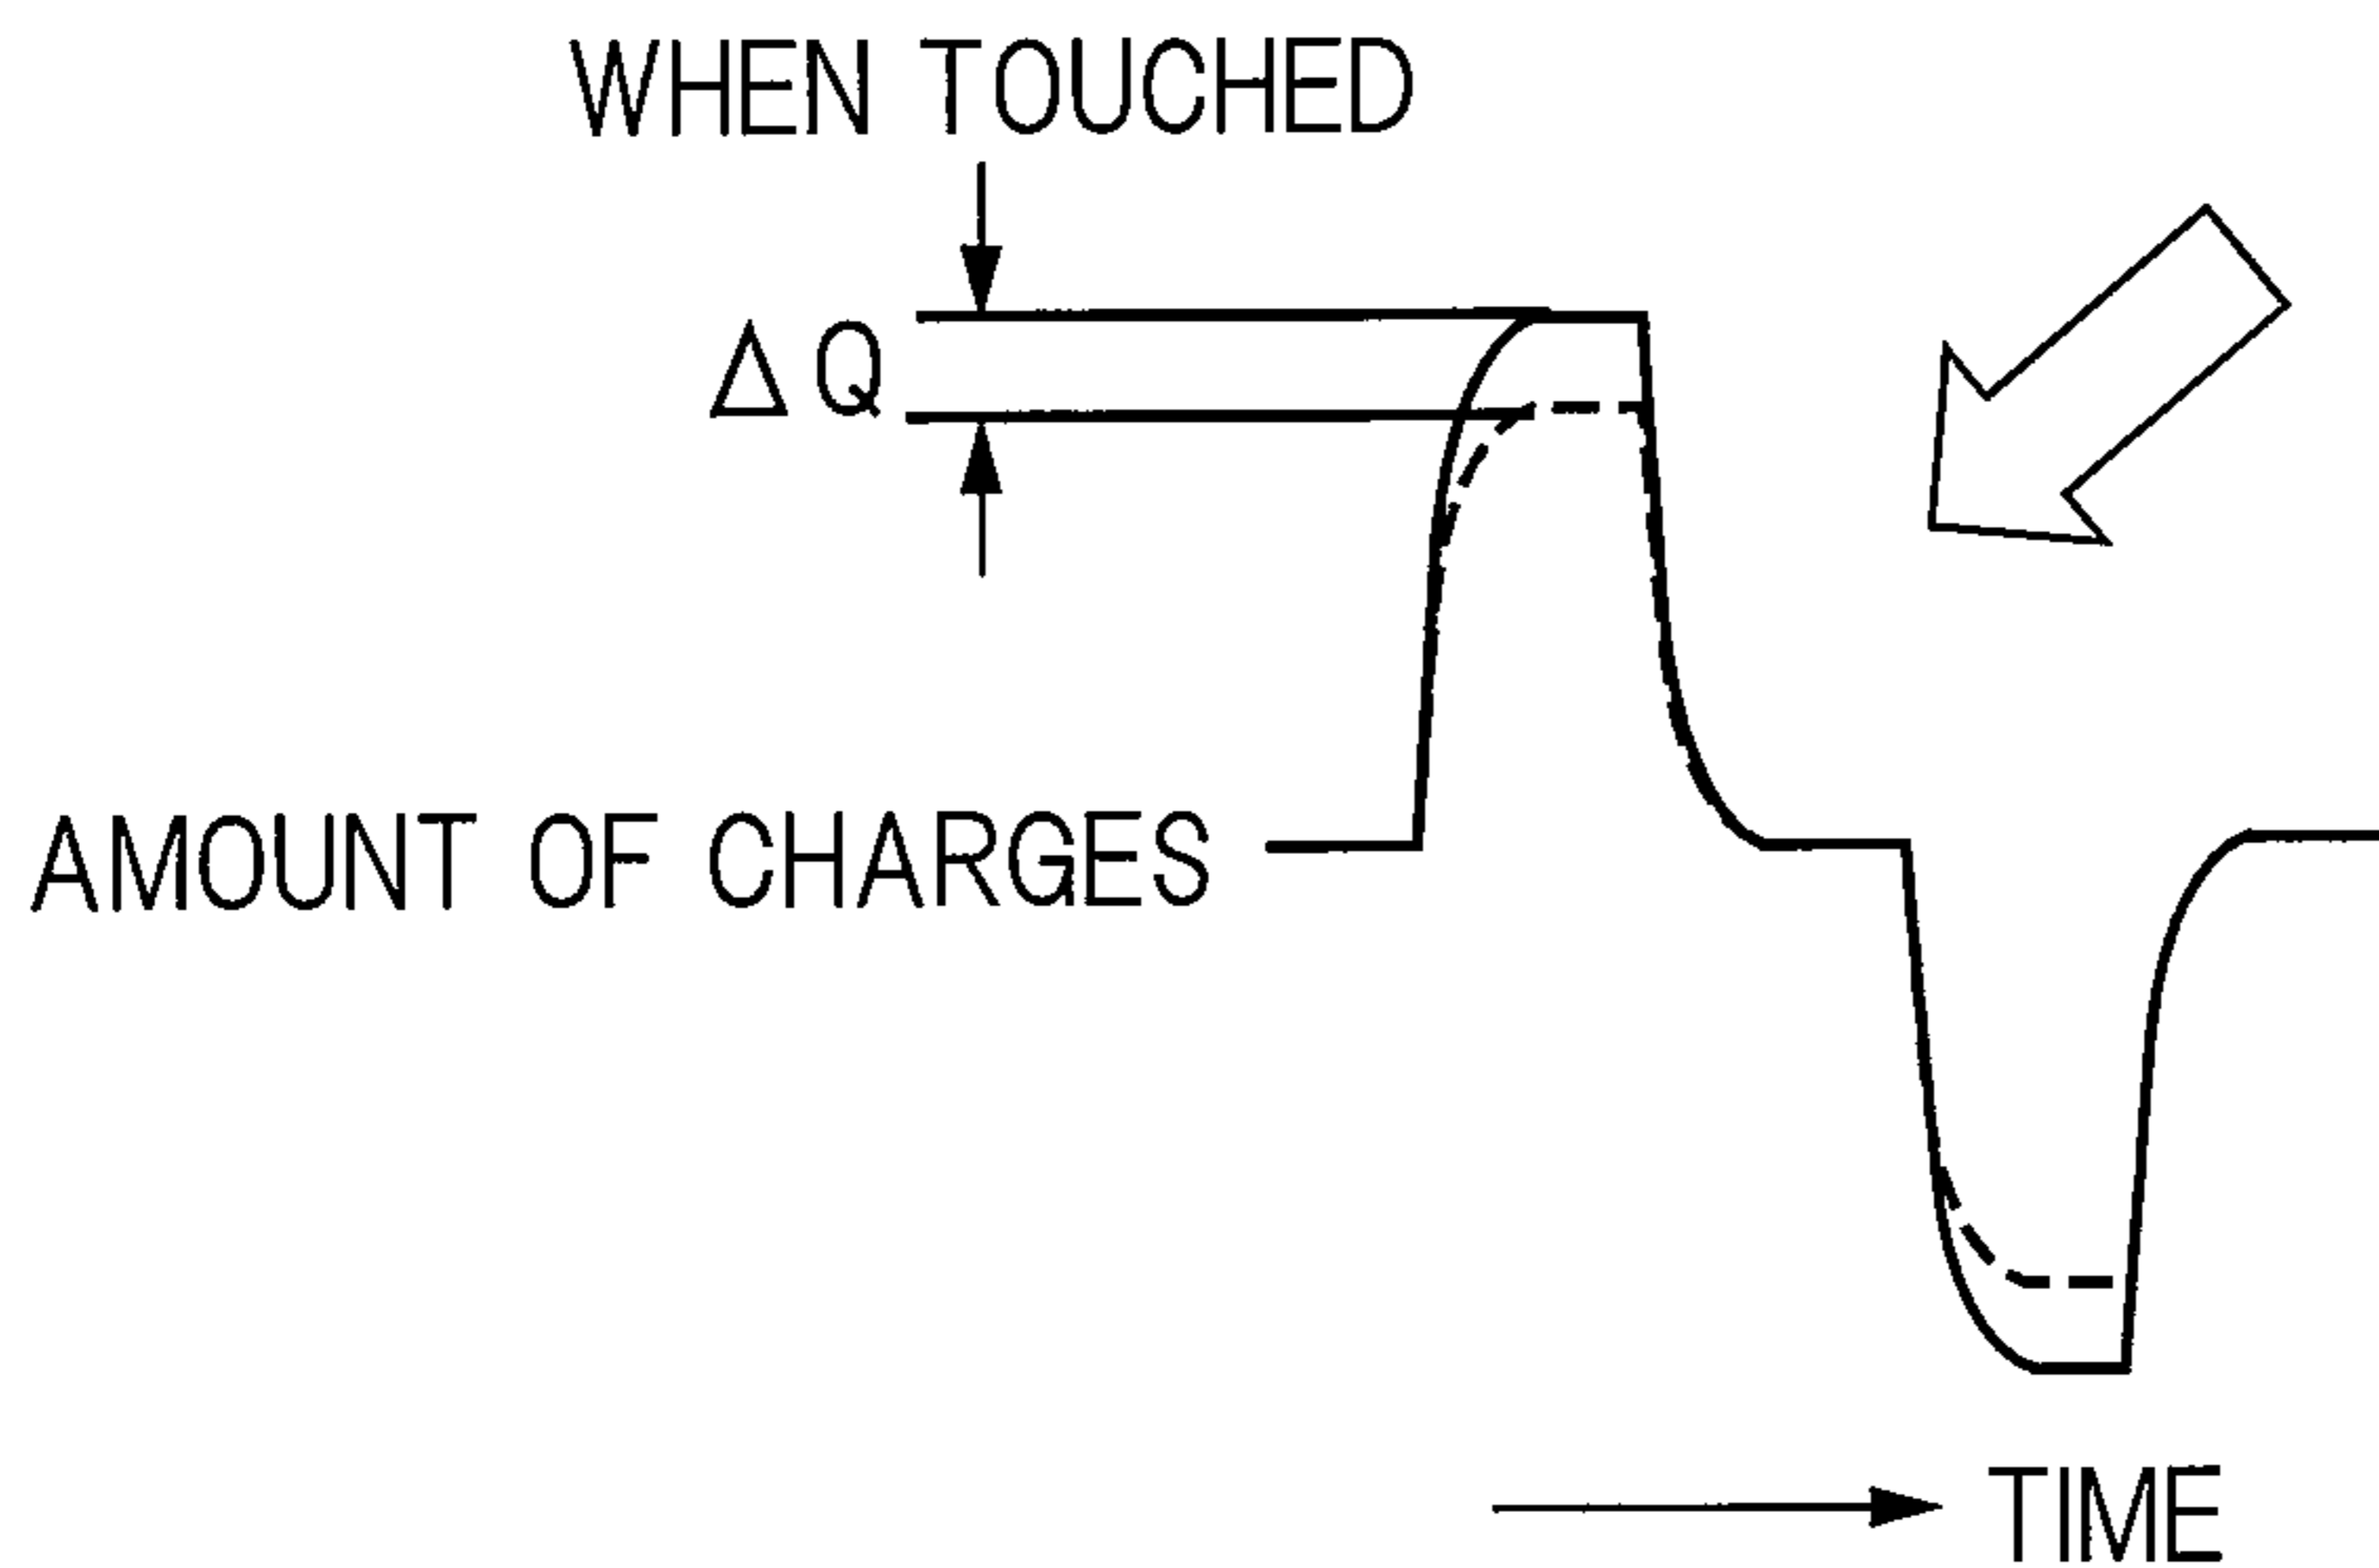 WHEN TOUCHED
ΔQ
AMOUNT OF CHARGES
TIME